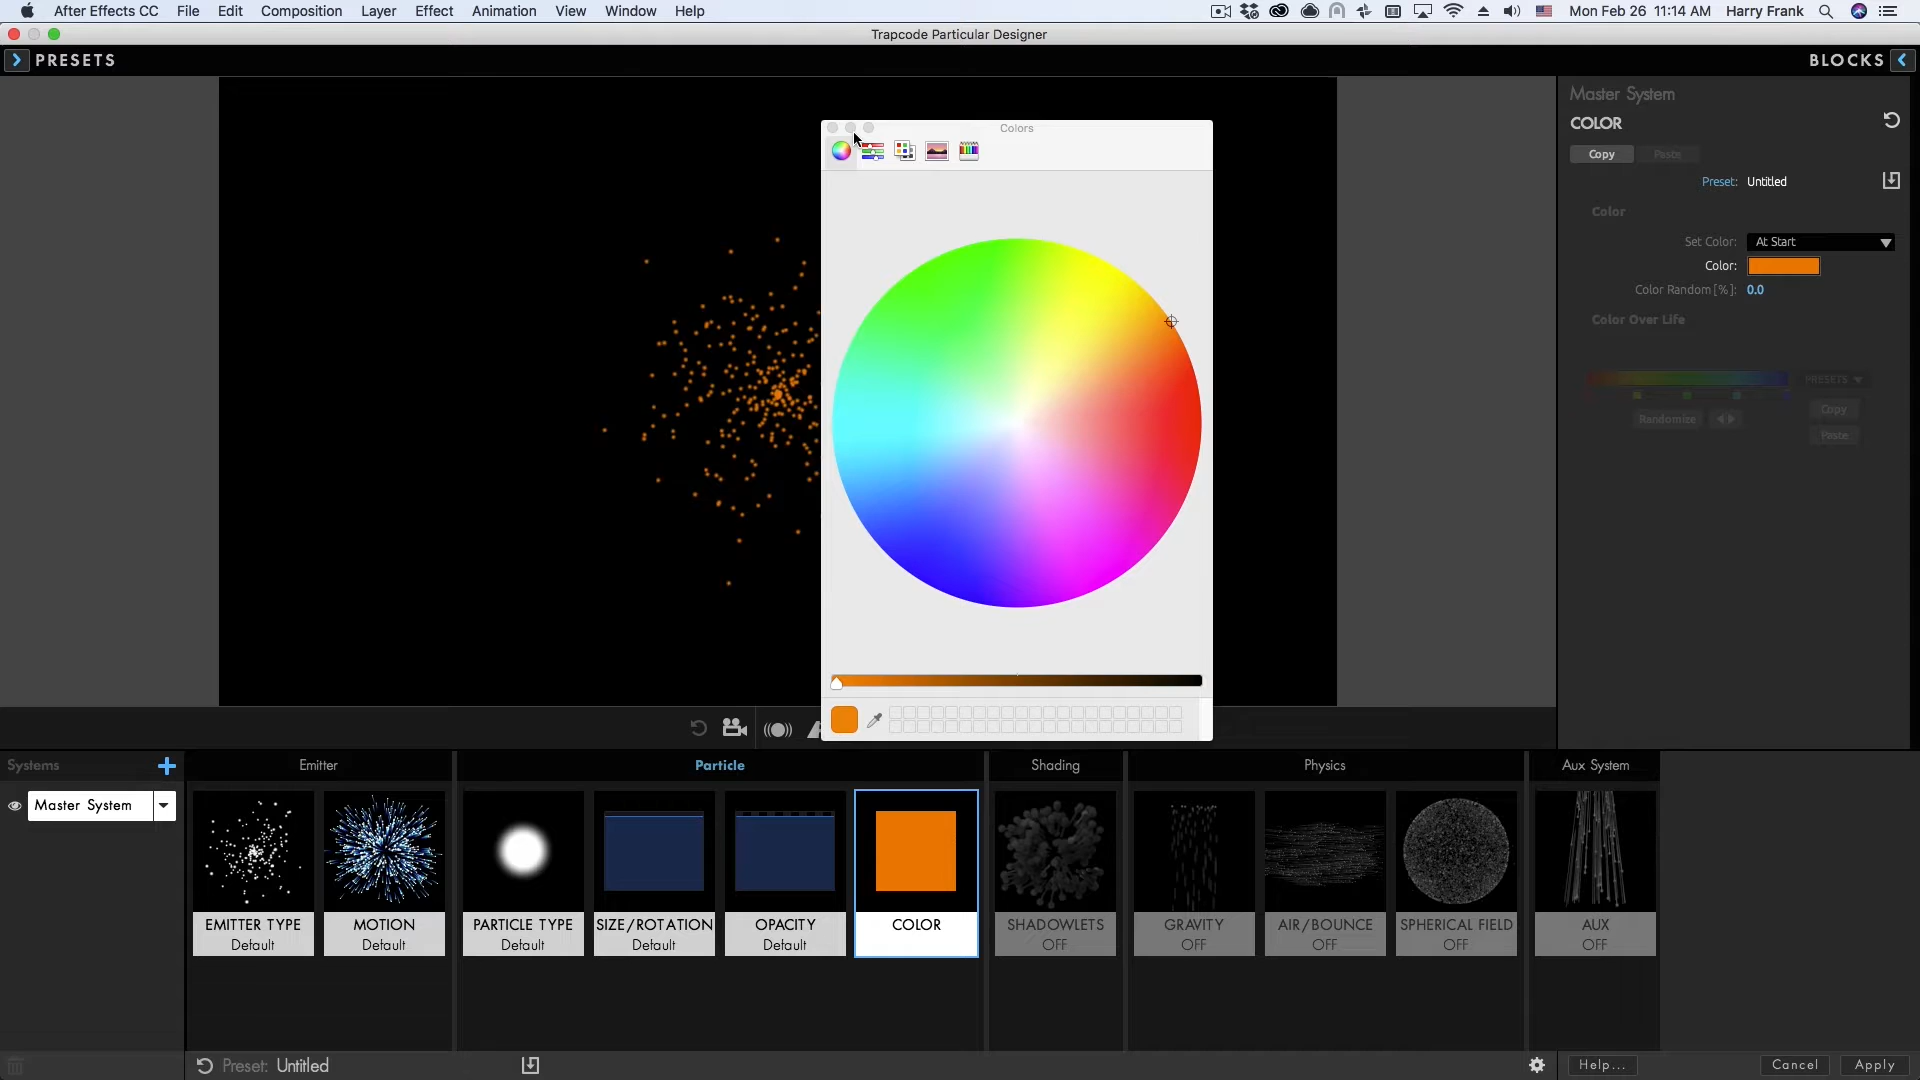 After Effects CC File Edit Composition Layer Effect Animation View Window Help Mon Feb 26 11:14 AM Harry Frank
Trapcode Particular Designer
PRESETS
BLOCKS
Master System
COLOR
Copy Paste
Preset: Untitled
Color
Set Color: At Start
Color:
Color Random [%]: 0.0
Color Over Life
PRESETS
Randomize
Copy
Paste
Colors
Systems
Master System
Emitter
Particle
Shading
Physics
Aux System
EMITTER TYPE
Default
MOTION
Default
PARTICLE TYPE
Default
SIZE/ROTATION
Default
OPACITY
Default
COLOR
SHADOWLETS
OFF
GRAVITY
OFF
AIR/BOUNCE
OFF
SPHERICAL FIELD
OFF
AUX
OFF
Preset: Untitled
Help...
Cancel
Apply